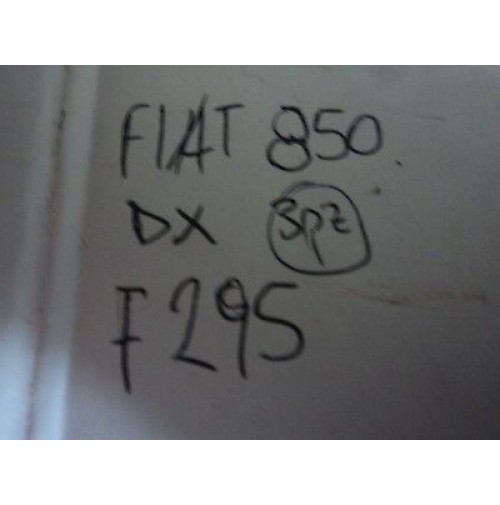 FIAT 850.
DX 3pz
F295